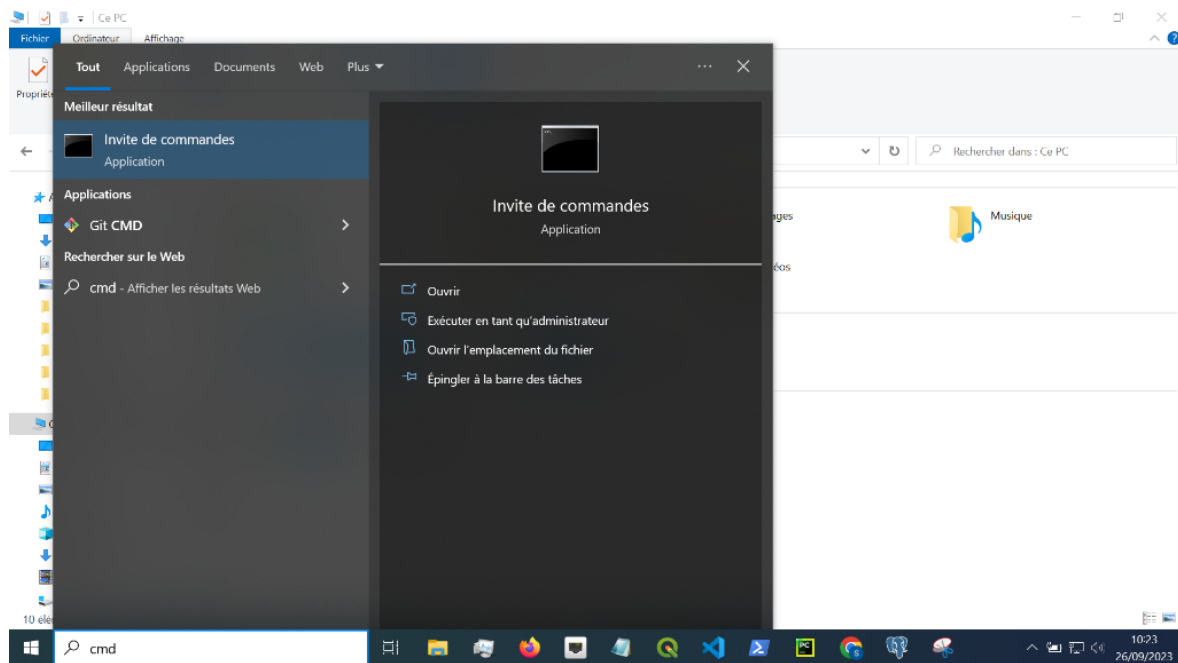 Ce PC
Fichier Ordinateur Affichage
Tout Applications Documents Web Plus
Meilleur résultat
Invite de commandes
Application
Applications
Git CMD
Rechercher sur le Web
cmd - Afficher les résultats Web
Invite de commandes
Application
Ouvrir
Exécuter en tant qu'administrateur
Ouvrir l'emplacement du fichier
Épingler à la barre des tâches
Rechercher dans : Ce PC
Musique
cmd
10:23
26/09/2023